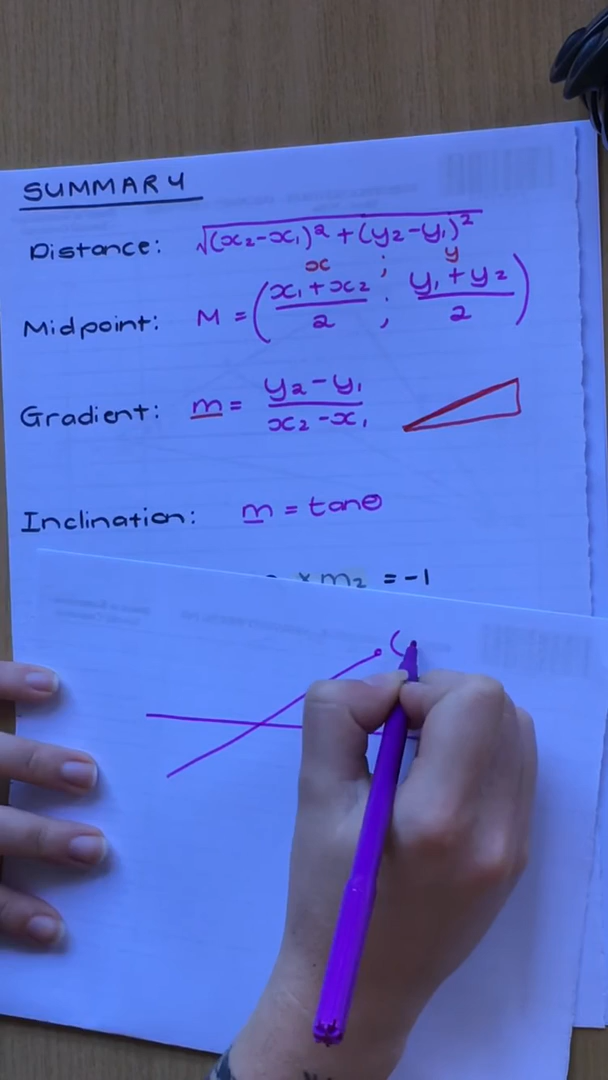 SUMMARY
Distance: √(x₂-x₁)² + (y₂-y₁)²
x ; y
Midpoint: M = (x₁+x₂/2 ; y₁+y₂/2)
Gradient: m = y₂-y₁/x₂-x₁
Inclination: m = tanθ
x m₂ = -1
(